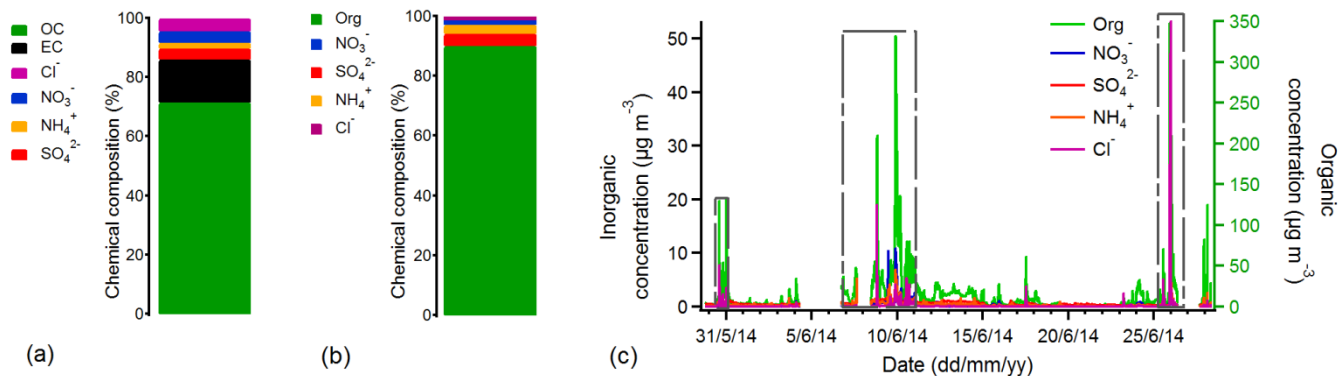 OC
EC
Cl⁻
NO₃⁻
NH₄⁺
SO₄²⁻
Chemical composition (%)
100
80
60
40
20
0
(a)
Org
NO₃⁻
SO₄²⁻
NH₄⁺
Cl⁻
Chemical composition (%)
100
80
60
40
20
0
(b)
Inorganic
concentration (µg m⁻³)
50
40
30
20
10
0
Org
NO₃⁻
SO₄²⁻
NH₄⁺
Cl⁻
350
300
250
200
150
100
50
0
Organic
concentration (µg m⁻³)
31/5/14 5/6/14 10/6/14 15/6/14 20/6/14 25/6/14
Date (dd/mm/yy)
(c)